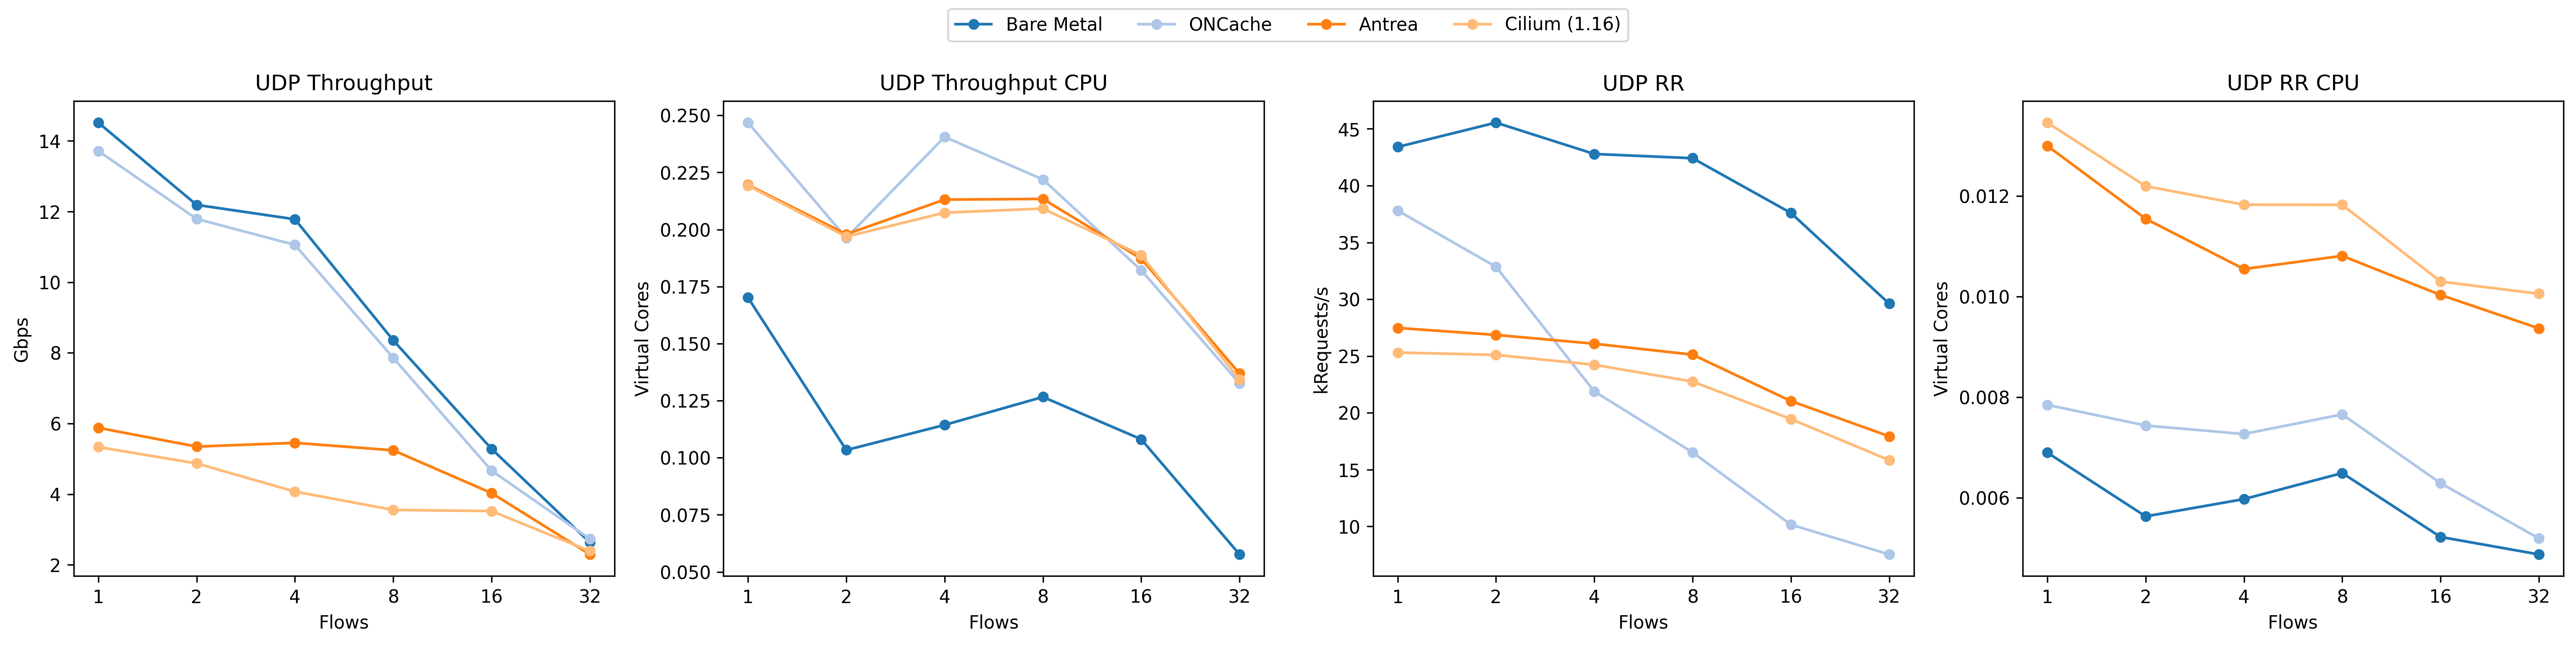 Bare Metal ONCache Antrea Cilium (1.16)
UDP Throughput
14
12
10
8
6
4
2
Gbps
1 2 4 8 16 32
Flows
UDP Throughput CPU
0.250
0.225
0.200
0.175
0.150
0.125
0.100
0.075
0.050
Virtual Cores
1 2 4 8 16 32
Flows
UDP RR
45
40
35
30
25
20
15
10
kRequests/s
1 2 4 8 16 32
Flows
UDP RR CPU
0.012
0.010
0.008
0.006
Virtual Cores
1 2 4 8 16 32
Flows